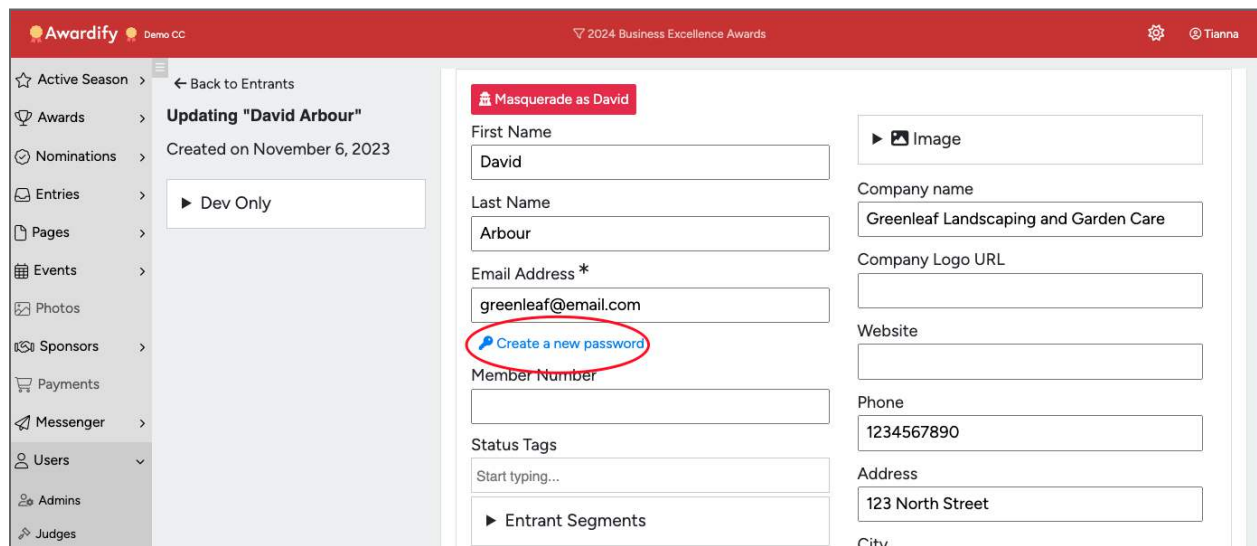 Awardify Demo CC
2024 Business Excellence Awards
Tianna
Active Season
Awards
Nominations
Entries
Pages
Events
Photos
Sponsors
Payments
Messenger
Users
Admins
Judges
← Back to Entrants
Updating "David Arbour"
Created on November 6, 2023
Dev Only
Masquerade as David
First Name
David
Last Name
Arbour
Email Address *
greenleaf@email.com
Create a new password
Member Number
Status Tags
Start typing...
Entrant Segments
Image
Company name
Greenleaf Landscaping and Garden Care
Company Logo URL
Website
Phone
1234567890
Address
123 North Street
City